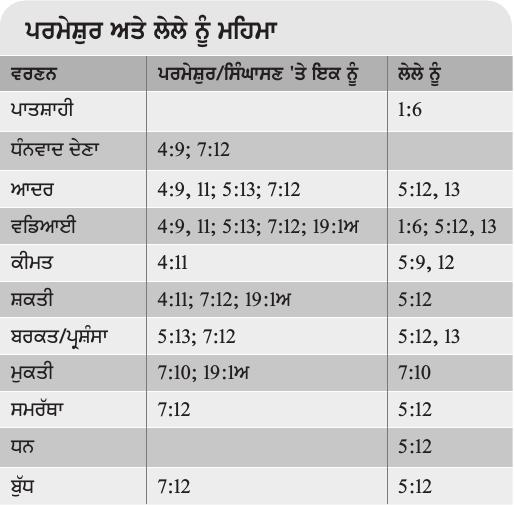 ਪਰਮੇਸ਼ੁਰ ਅਤੇ ਲੇਲੇ ਨੂੰ ਮਹਿਮਾ
ਵਰਣਨ ਪਰਮੇਸ਼ੁਰ/ਸਿੰਘਾਸਣ 'ਤੇ ਇਕ ਨੂੰ ਲੇਲੇ ਨੂੰ
ਪਾਤਸ਼ਾਹੀ 1:6
ਧੰਨਵਾਦ ਦੇਣਾ 4:9; 7:12
ਆਦਰ 4:9, 11; 5:13; 7:12 5:12, 13
ਵਡਿਆਈ 4:9, 11; 5:13; 7:12; 19:1ਅ 1:6; 5:12, 13
ਕੀਮਤ 4:11 5:9, 12
ਸ਼ਕਤੀ 4:11; 7:12; 19:1ਅ 5:12
ਬਰਕਤ/ਪ੍ਰਸ਼ੰਸਾ 5:13; 7:12 5:12, 13
ਮੁਕਤੀ 7:10; 19:1ਅ 7:10
ਸਮਰੱਥਾ 7:12 5:12
ਧਨ 5:12
ਬੁੱਧ 7:12 5:12